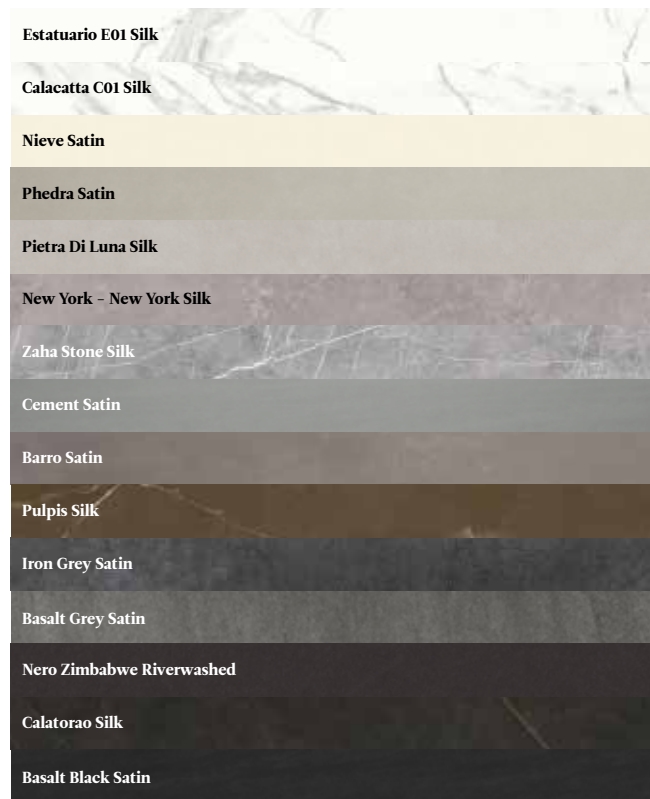 Estatuario E01 Silk
Calacatta C01 Silk
Nieve Satin
Phedra Satin
Pietra Di Luna Silk
New York – New York Silk
Zaha Stone Silk
Cement Satin
Barro Satin
Pulpis Silk
Iron Grey Satin
Basalt Grey Satin
Nero Zimbabwe Riverwashed
Calatorao Silk
Basalt Black Satin